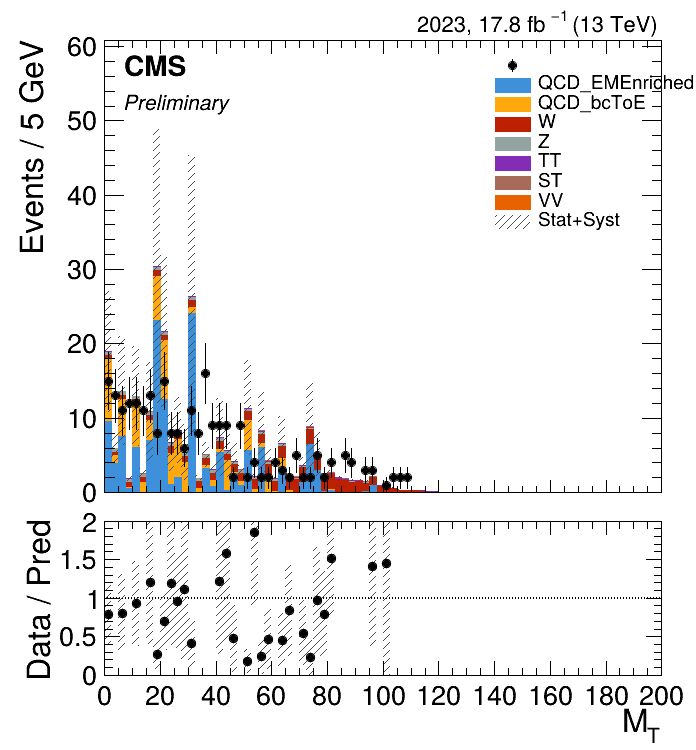 2023, 17.8 fb⁻¹ (13 TeV)
Events / 5 GeV
60
50
40
30
20
10
0
CMS
Preliminary
QCD_EMEnriched
QCD_bcToE
W
Z
TT
ST
VV
Stat+Syst
Data / Pred
2
1.5
1
0.5
0
0 20 40 60 80 100 120 140 160 180 200
M_T